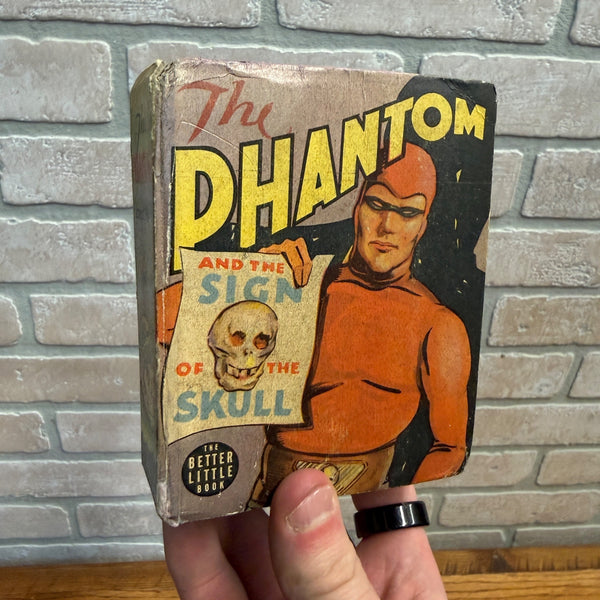 The
PHANTOM
AND THE
SIGN
OF THE
SKULL
THE
BETTER
LITTLE
BOOK